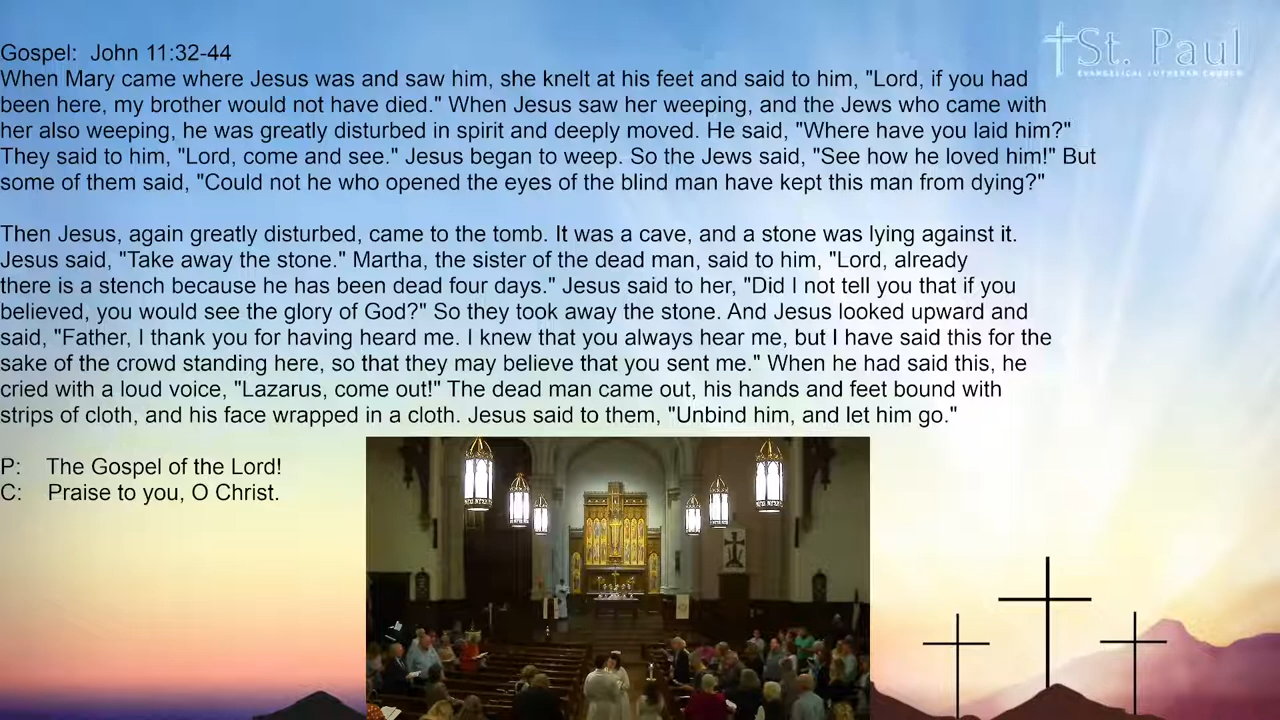 St. Paul
EVANGELICAL LUTHERAN CHURCH
Gospel:  John 11:32-44
When Mary came where Jesus was and saw him, she knelt at his feet and said to him, "Lord, if you had
been here, my brother would not have died." When Jesus saw her weeping, and the Jews who came with
her also weeping, he was greatly disturbed in spirit and deeply moved. He said, "Where have you laid him?"
They said to him, "Lord, come and see." Jesus began to weep. So the Jews said, "See how he loved him!" But
some of them said, "Could not he who opened the eyes of the blind man have kept this man from dying?"
Then Jesus, again greatly disturbed, came to the tomb. It was a cave, and a stone was lying against it.
Jesus said, "Take away the stone." Martha, the sister of the dead man, said to him, "Lord, already
there is a stench because he has been dead four days." Jesus said to her, "Did I not tell you that if you
believed, you would see the glory of God?" So they took away the stone. And Jesus looked upward and
said, "Father, I thank you for having heard me. I knew that you always hear me, but I have said this for the
sake of the crowd standing here, so that they may believe that you sent me." When he had said this, he
cried with a loud voice, "Lazarus, come out!" The dead man came out, his hands and feet bound with
strips of cloth, and his face wrapped in a cloth. Jesus said to them, "Unbind him, and let him go."
P:    The Gospel of the Lord!
C:    Praise to you, O Christ.